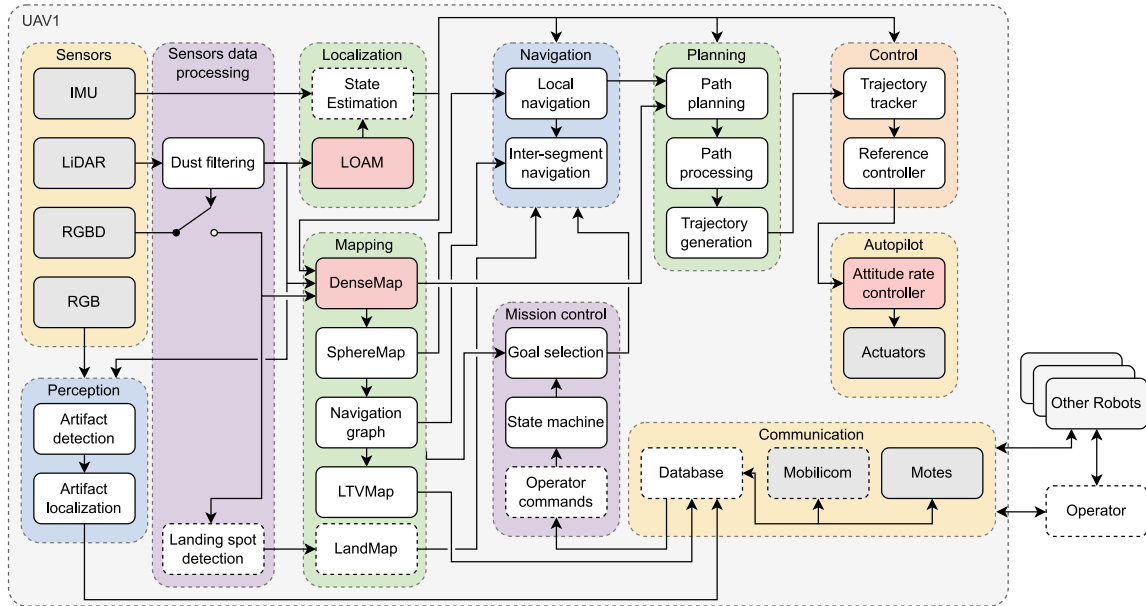 UAV1
Sensors
IMU
LiDAR
RGBD
RGB
Sensors data
processing
Dust filtering
Landing spot
detection
Localization
State
Estimation
LOAM
Mapping
DenseMap
SphereMap
Navigation
graph
LTVMap
LandMap
Perception
Artifact
detection
Artifact
localization
Navigation
Local
navigation
Inter-segment
navigation
Mission control
Goal selection
State machine
Operator
commands
Planning
Path
planning
Path
processing
Trajectory
generation
Control
Trajectory
tracker
Reference
controller
Autopilot
Attitude rate
controller
Actuators
Communication
Database
Mobilicom
Motes
Other Robots
Operator